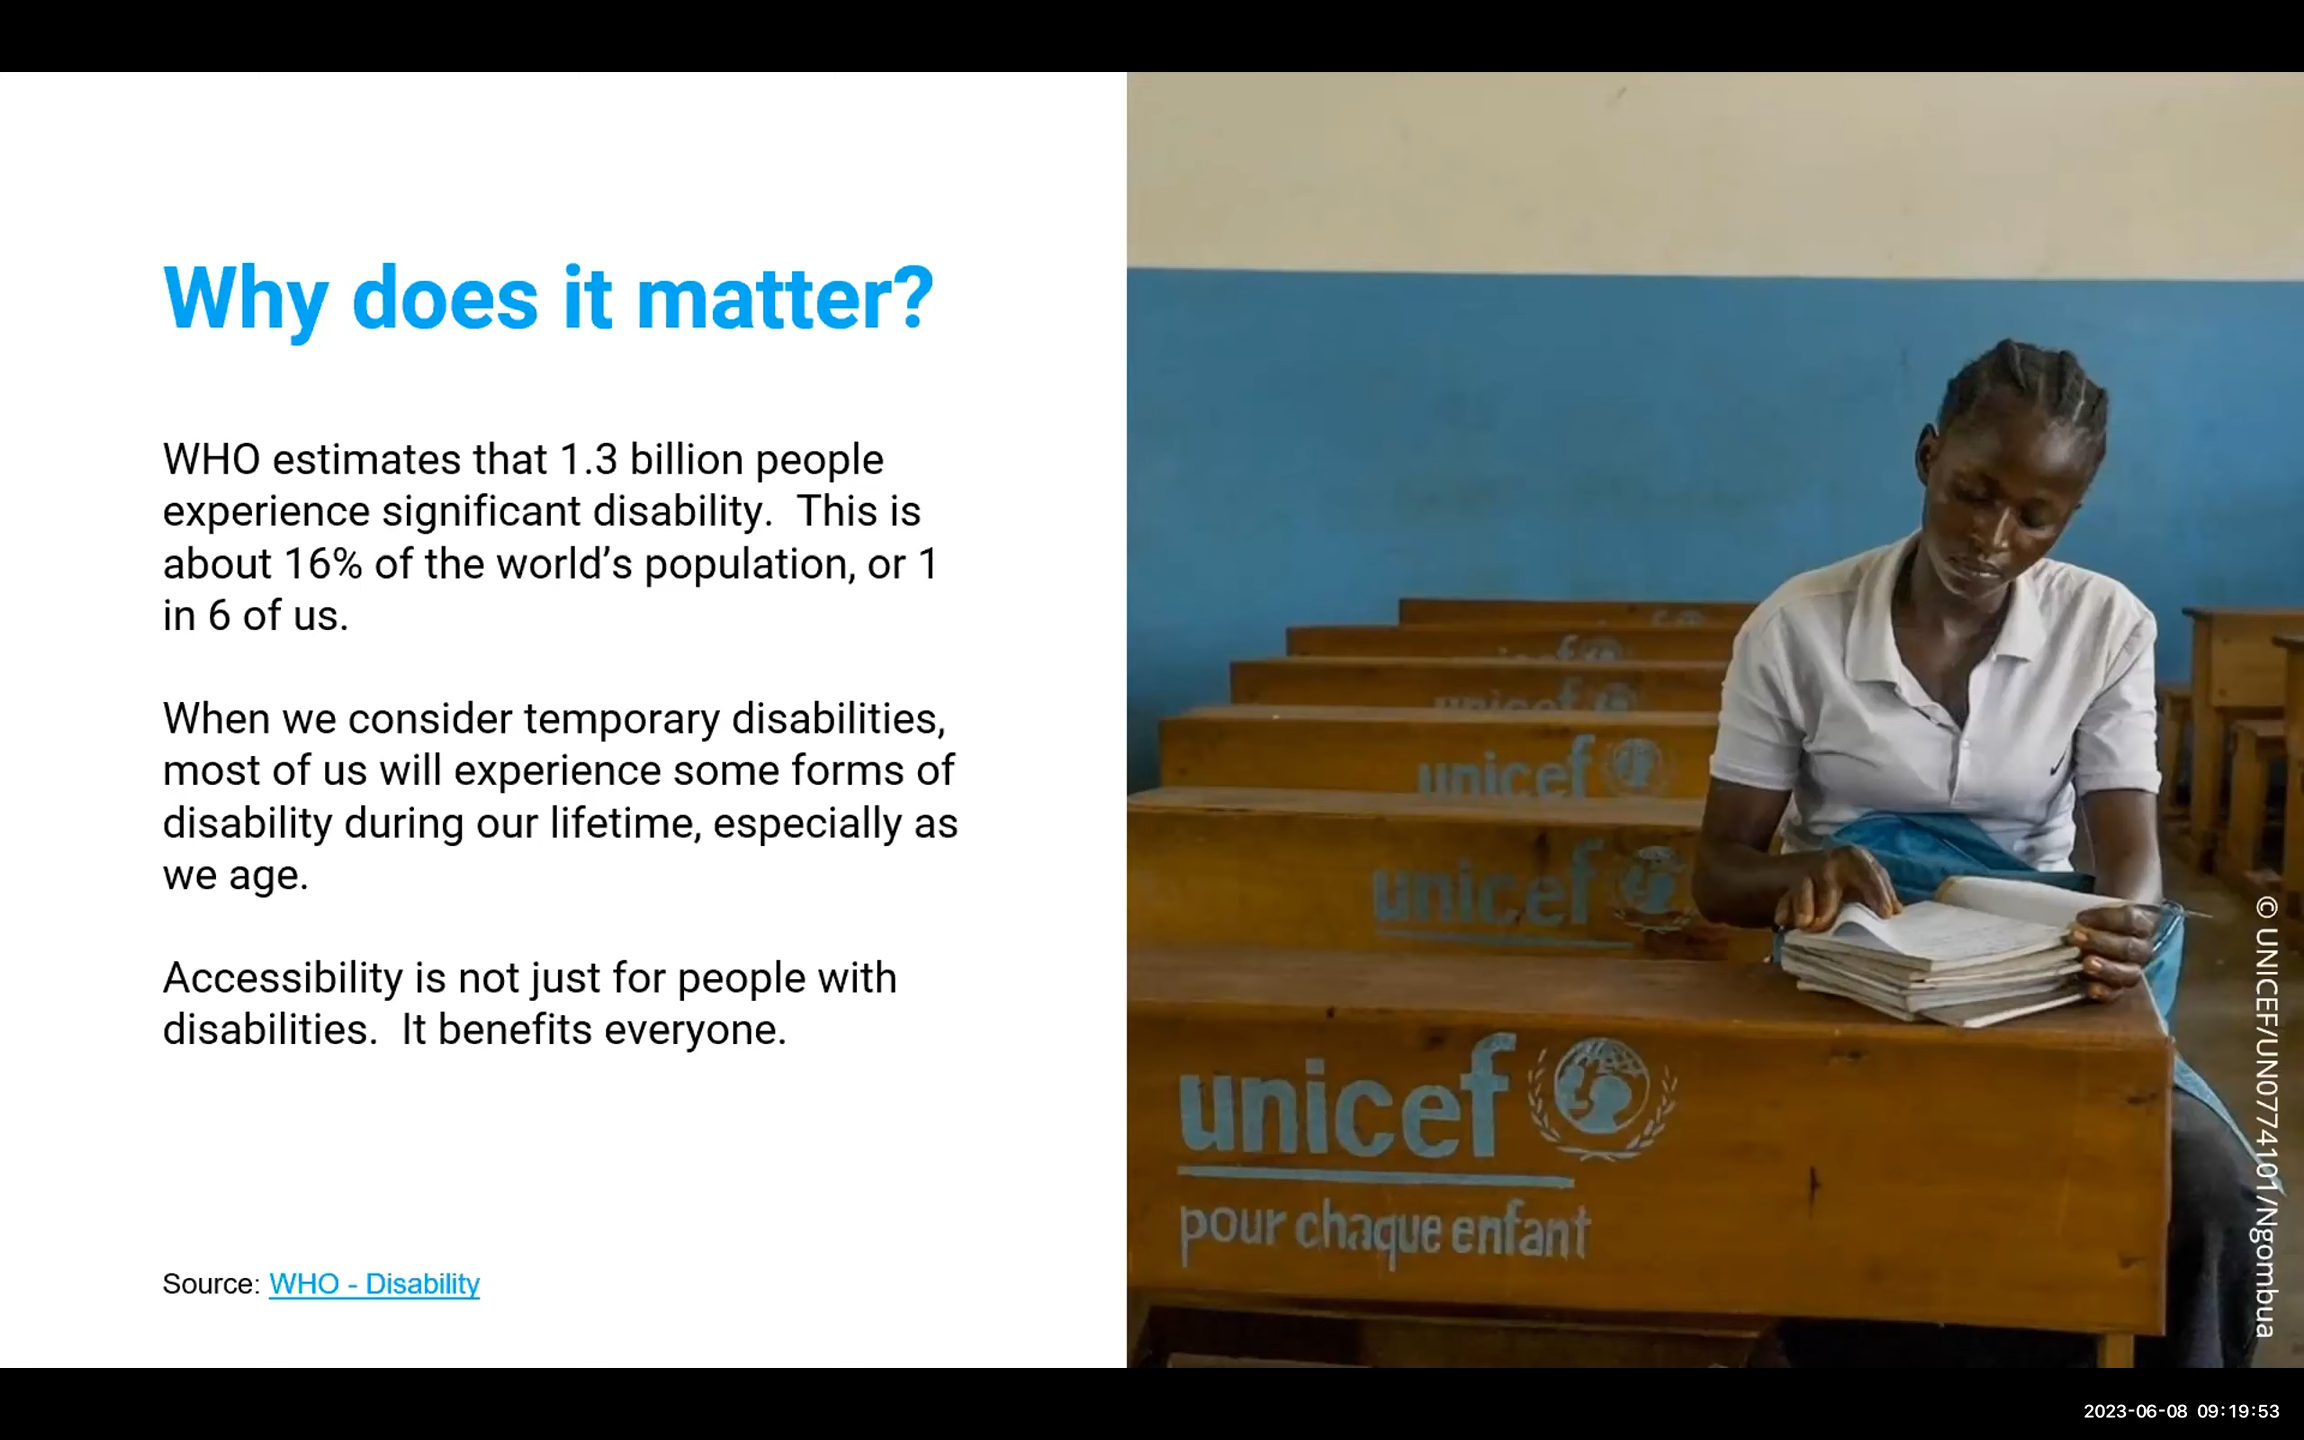 Why does it matter?
WHO estimates that 1.3 billion people
experience significant disability.  This is
about 16% of the world’s population, or 1
in 6 of us.
When we consider temporary disabilities,
most of us will experience some forms of
disability during our lifetime, especially as
we age.
Accessibility is not just for people with
disabilities.  It benefits everyone.
Source: WHO - Disability
unicef
unicef
unicef
unicef
pour chaque enfant
© UNICEF/UN0774101/Ngombua
2023-06-08 09:19:53